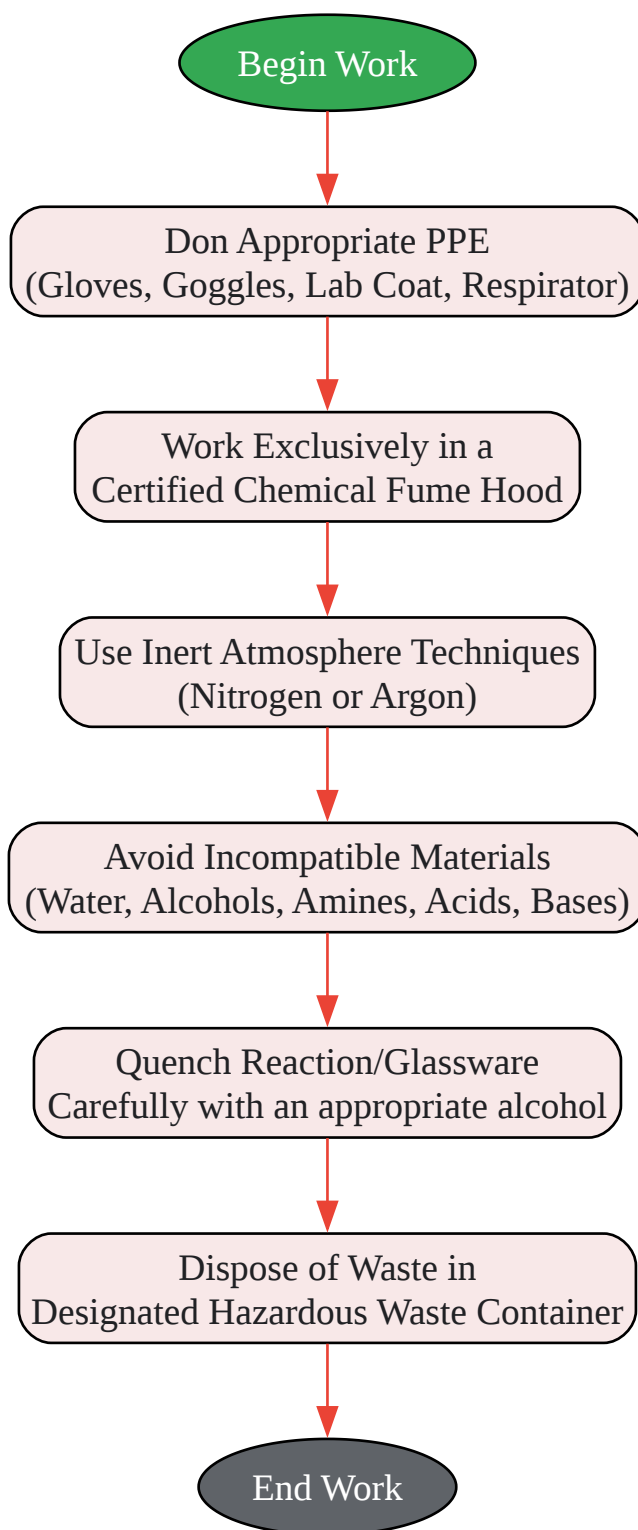 Begin Work
Don Appropriate PPE
(Gloves, Goggles, Lab Coat, Respirator)
Work Exclusively in a
Certified Chemical Fume Hood
Use Inert Atmosphere Techniques
(Nitrogen or Argon)
Avoid Incompatible Materials
(Water, Alcohols, Amines, Acids, Bases)
Quench Reaction/Glassware
Carefully with an appropriate alcohol
Dispose of Waste in
Designated Hazardous Waste Container
End Work